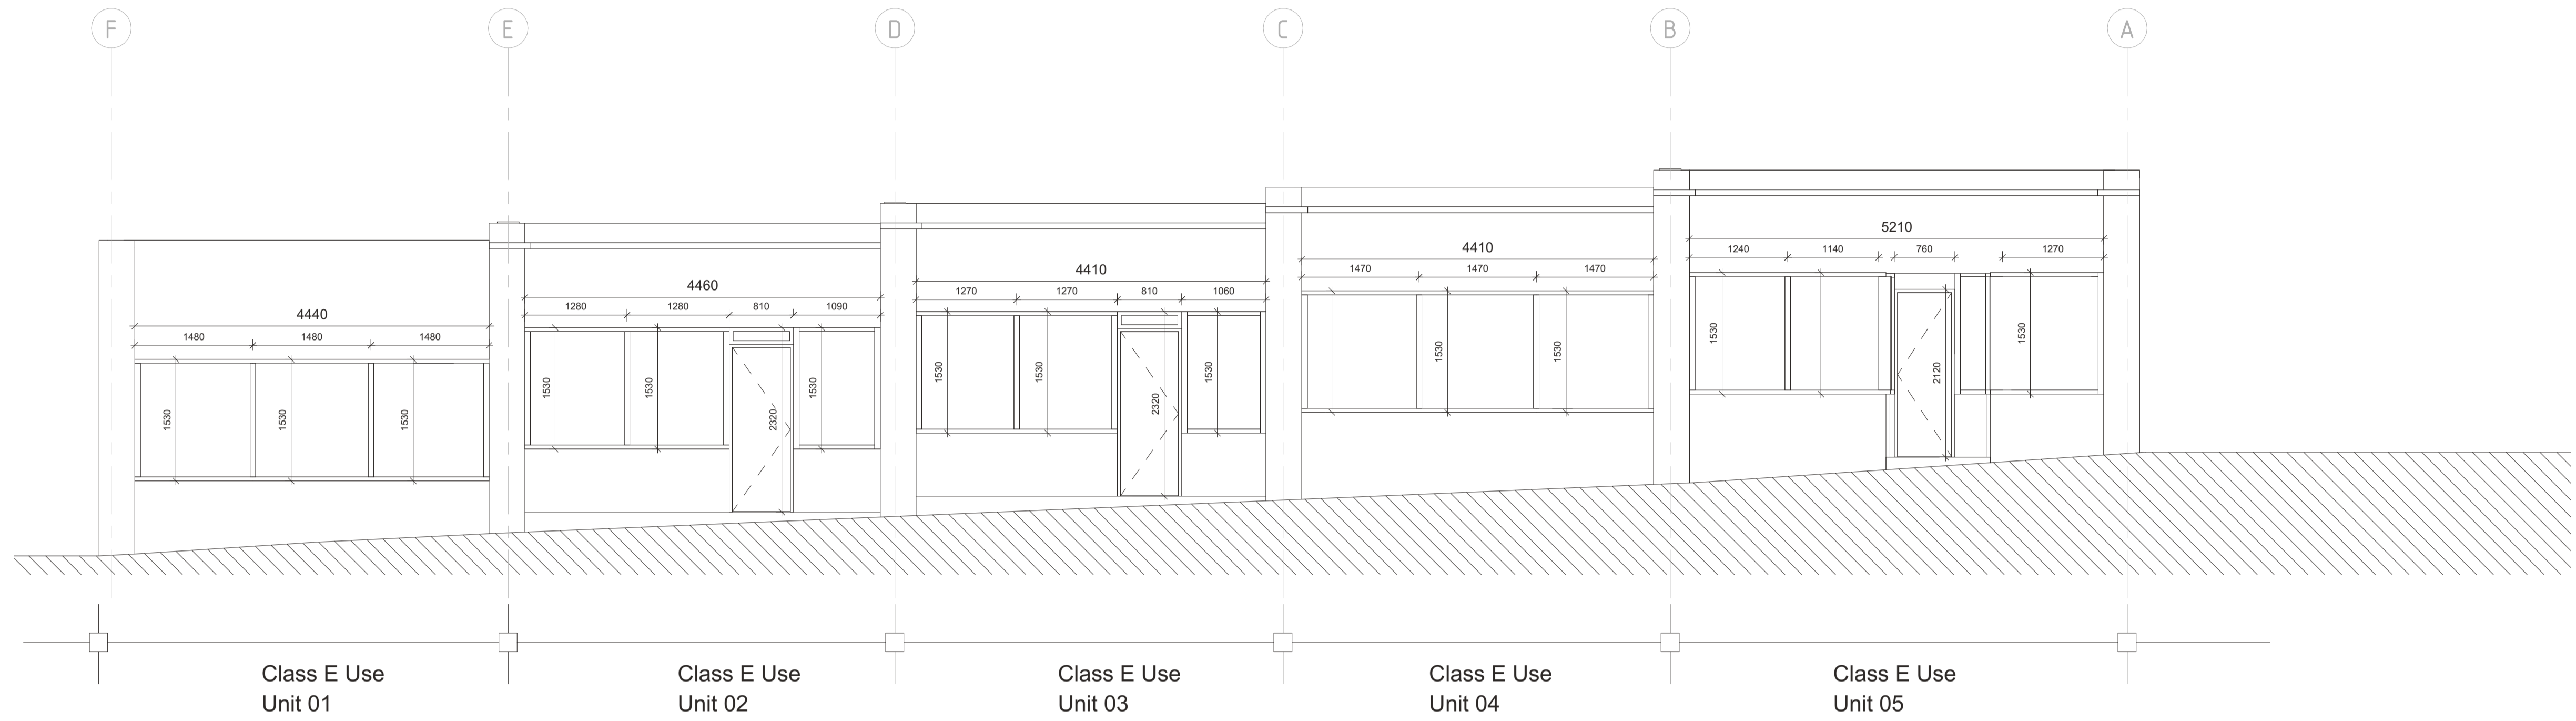 F E D C B A
5210
1240 1140 760 1270
4410
1470 1470 1470
4410
1270 1270 810 1060
4460
1280 1280 810 1090
4440
1480 1480 1480
1530 1530 1530
1530 1530 2320 1530
1530 1530 2320 1530
1530 1530
1530 2120 1530
Class E Use
Unit 01
Class E Use
Unit 02
Class E Use
Unit 03
Class E Use
Unit 04
Class E Use
Unit 05